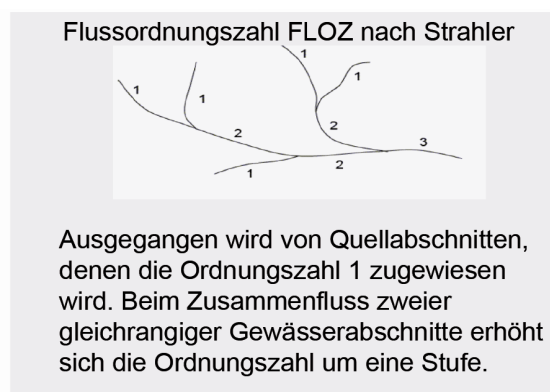 Flussordnungszahl FLOZ nach Strahler
1
1
1
1
2
2
3
2
1
Ausgegangen wird von Quellabschnitten,
denen die Ordnungszahl 1 zugewiesen
wird. Beim Zusammenfluss zweier
gleichrangiger Gewässerabschnitte erhöht
sich die Ordnungszahl um eine Stufe.